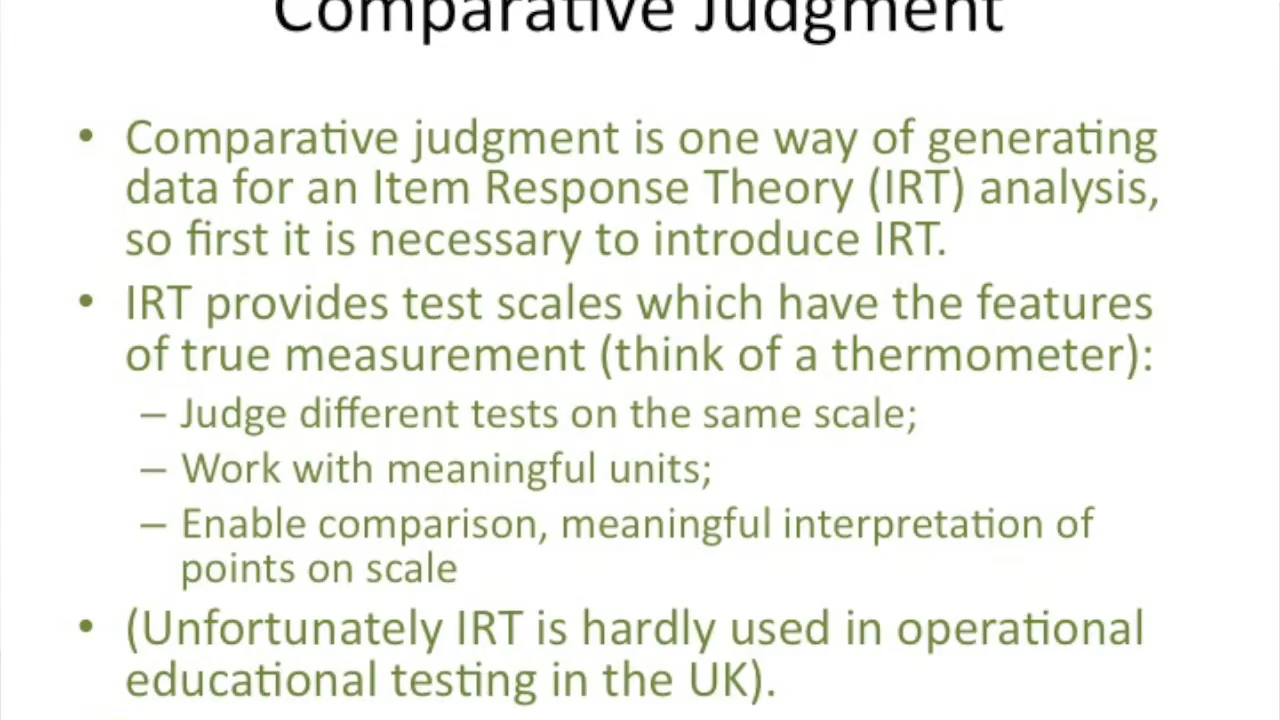 Comparative Judgment
• Comparative judgment is one way of generating
data for an Item Response Theory (IRT) analysis,
so first it is necessary to introduce IRT.
• IRT provides test scales which have the features
of true measurement (think of a thermometer):
– Judge different tests on the same scale;
– Work with meaningful units;
– Enable comparison, meaningful interpretation of
points on scale
• (Unfortunately IRT is hardly used in operational
educational testing in the UK).